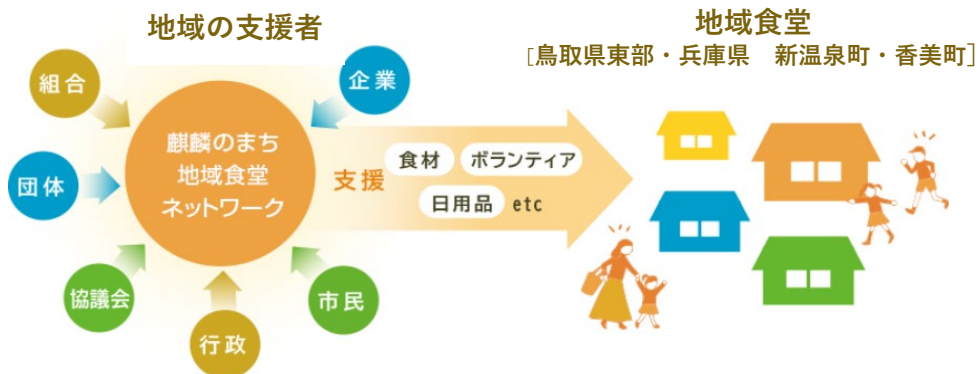 地域の支援者
地域食堂
[鳥取県東部・兵庫県　新温泉町・香美町]
組合
企業
団体
麒麟のまち
地域食堂
ネットワーク
協議会
行政
市民
支援
食材
ボランティア
日用品
etc